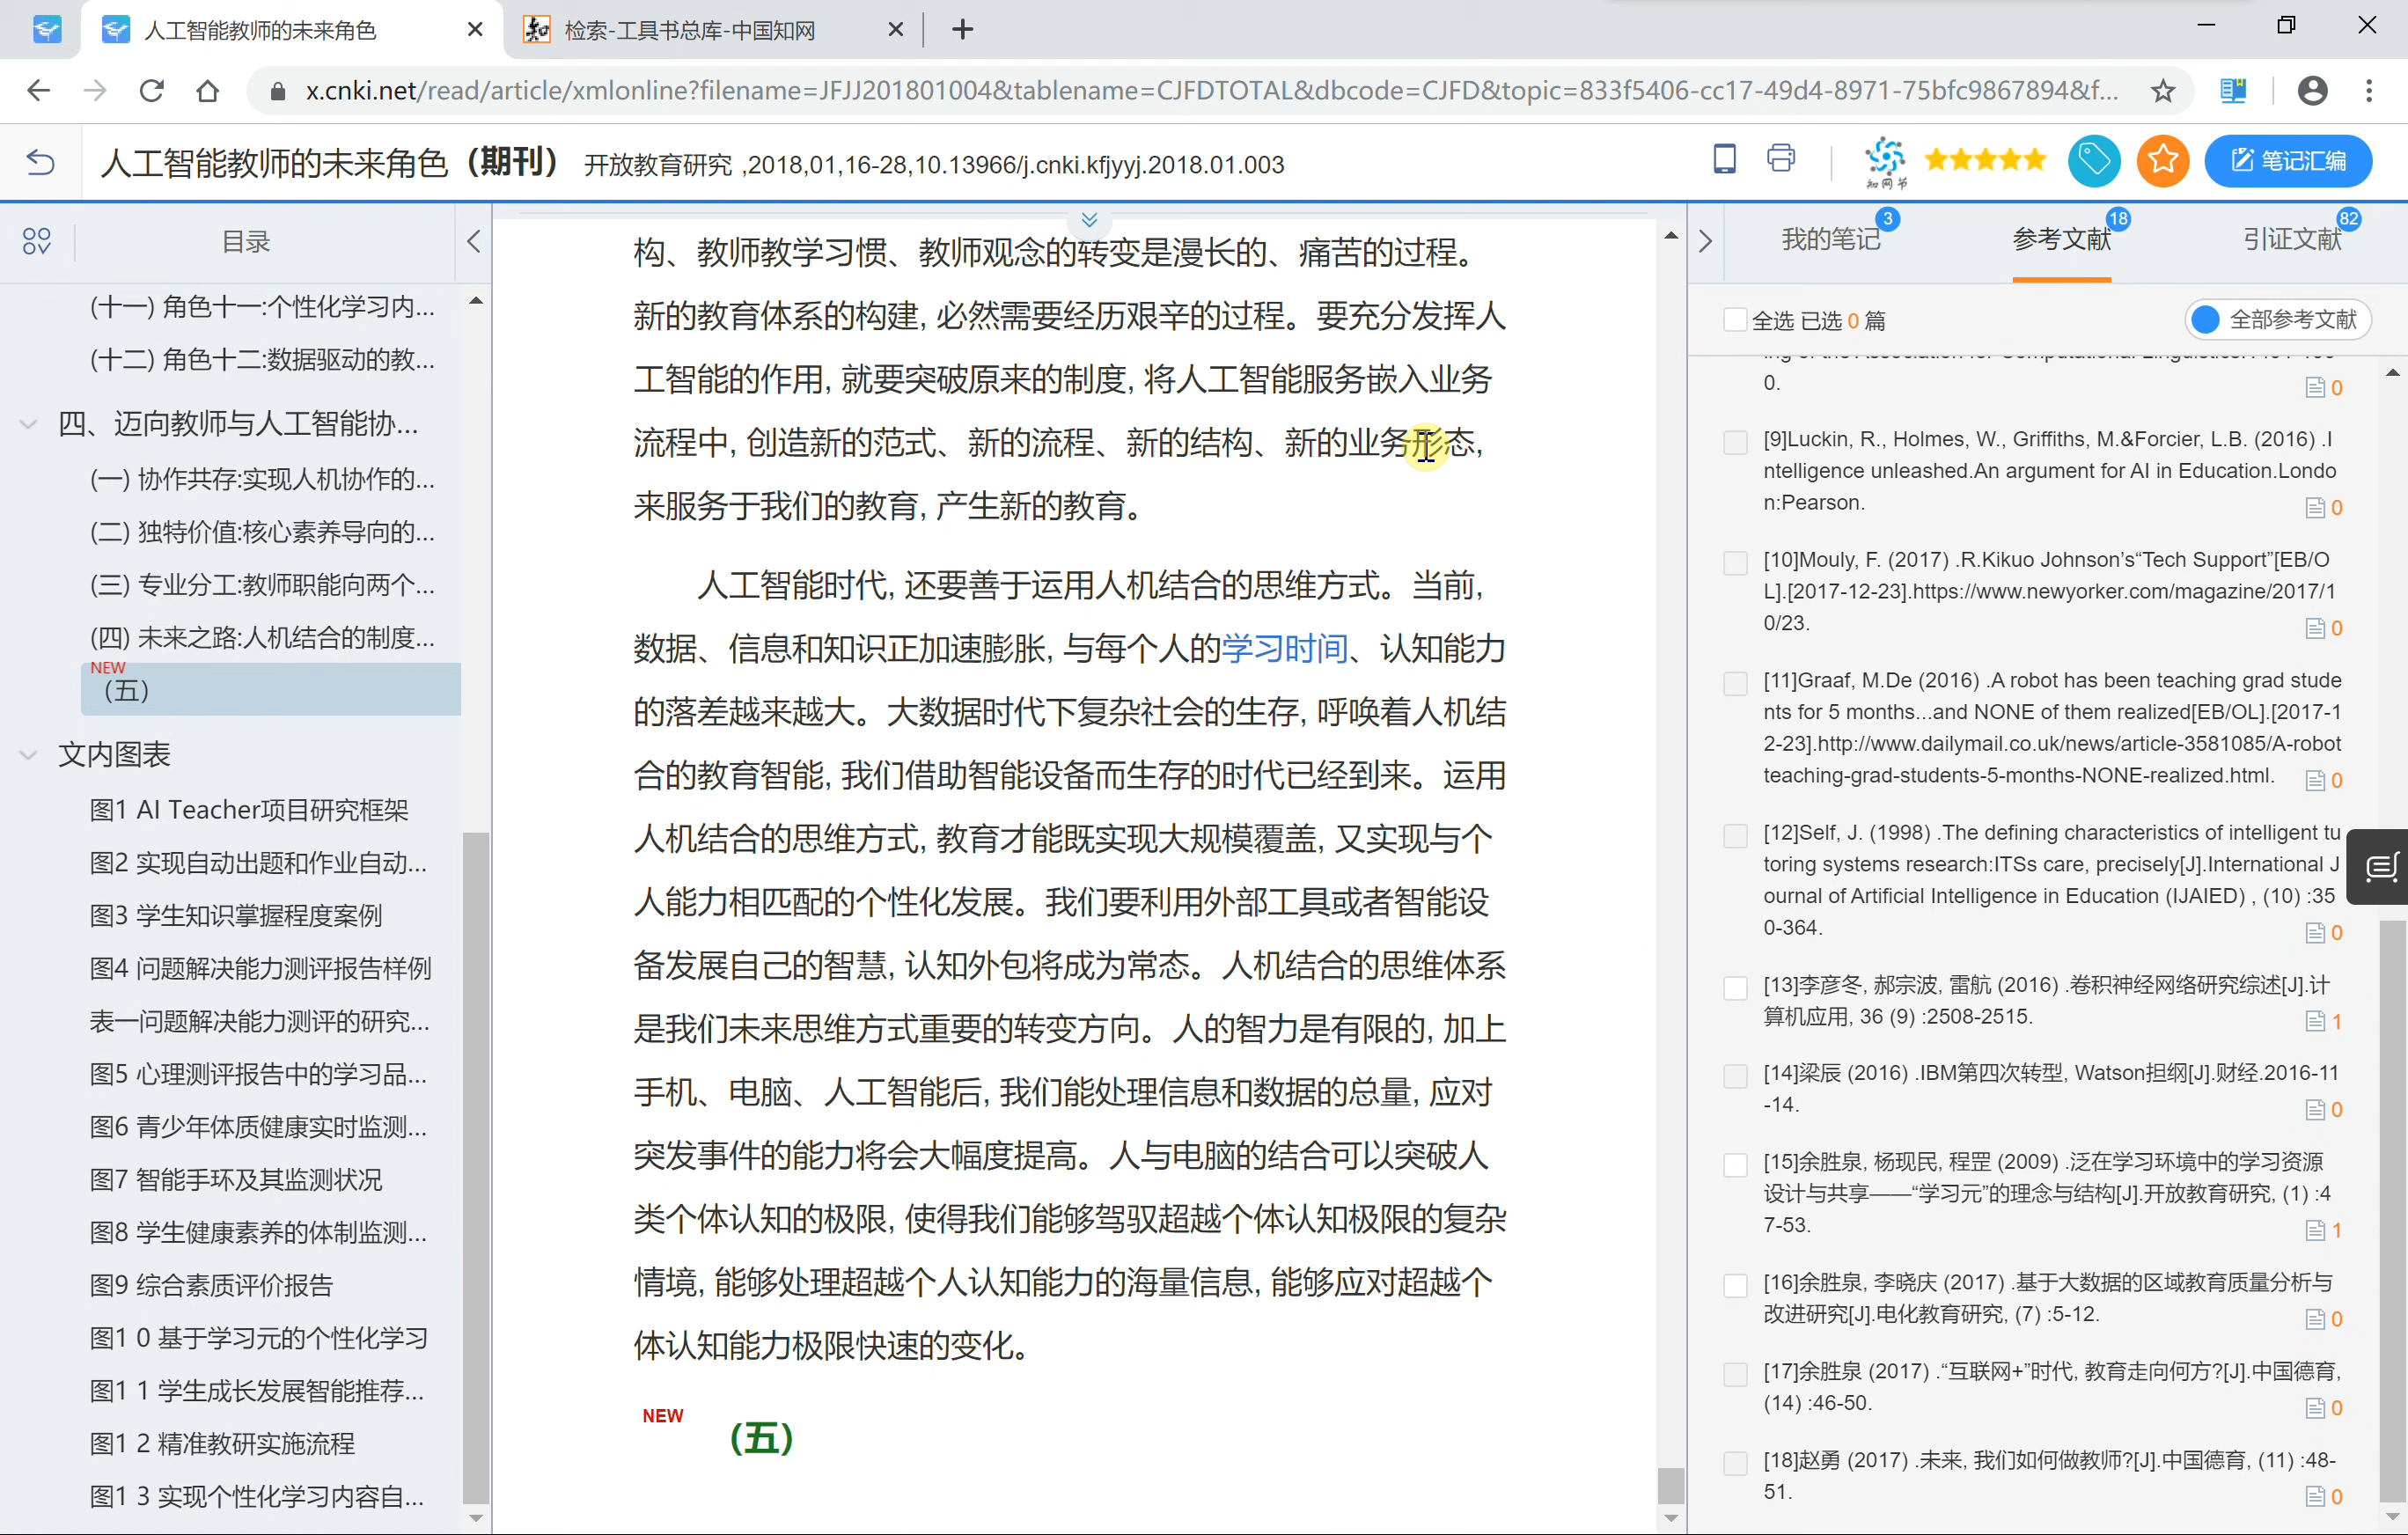 人工智能教师的未来角色
检索-工具书总库-中国知网
x.cnki.net/read/article/xmlonline?filename=JFJJ201801004&tablename=CJFDTOTAL&dbcode=CJFD&topic=833f5406-cc17-49d4-8971-75bfc9867894&f...
人工智能教师的未来角色（期刊） 开放教育研究 ,2018,01,16-28,10.13966/j.cnki.kfjyyj.2018.01.003
知网节
笔记汇编
目录
(十一) 角色十一:个性化学习内...
(十二) 角色十二:数据驱动的教...
四、迈向教师与人工智能协...
(一) 协作共存:实现人机协作的...
(二) 独特价值:核心素养导向的...
(三) 专业分工:教师职能向两个...
(四) 未来之路:人机结合的制度...
NEW
（五）
文内图表
图1 AI Teacher项目研究框架
图2 实现自动出题和作业自动...
图3 学生知识掌握程度案例
图4 问题解决能力测评报告样例
表一问题解决能力测评的研究...
图5 心理测评报告中的学习品...
图6 青少年体质健康实时监测...
图7 智能手环及其监测状况
图8 学生健康素养的体制监测...
图9 综合素质评价报告
图1 0 基于学习元的个性化学习
图1 1 学生成长发展智能推荐...
图1 2 精准教研实施流程
图1 3 实现个性化学习内容自...
构、教师教学习惯、教师观念的转变是漫长的、痛苦的过程。
新的教育体系的构建, 必然需要经历艰辛的过程。要充分发挥人
工智能的作用, 就要突破原来的制度, 将人工智能服务嵌入业务
流程中, 创造新的范式、新的流程、新的结构、新的业务形态,
来服务于我们的教育, 产生新的教育。
人工智能时代, 还要善于运用人机结合的思维方式。当前,
数据、信息和知识正加速膨胀, 与每个人的学习时间、认知能力
的落差越来越大。大数据时代下复杂社会的生存, 呼唤着人机结
合的教育智能, 我们借助智能设备而生存的时代已经到来。运用
人机结合的思维方式, 教育才能既实现大规模覆盖, 又实现与个
人能力相匹配的个性化发展。我们要利用外部工具或者智能设
备发展自己的智慧, 认知外包将成为常态。人机结合的思维体系
是我们未来思维方式重要的转变方向。人的智力是有限的, 加上
手机、电脑、人工智能后, 我们能处理信息和数据的总量, 应对
突发事件的能力将会大幅度提高。人与电脑的结合可以突破人
类个体认知的极限, 使得我们能够驾驭超越个体认知极限的复杂
情境, 能够处理超越个人认知能力的海量信息, 能够应对超越个
体认知能力极限快速的变化。
NEW
（五）
我的笔记 3
参考文献 18
引证文献 82
全选 已选 0 篇
全部参考文献
0.
0
[9]Luckin, R., Holmes, W., Griffiths, M.&Forcier, L.B. (2016) .I
ntelligence unleashed.An argument for AI in Education.Londo
n:Pearson.
0
[10]Mouly, F. (2017) .R.Kikuo Johnson's“Tech Support”[EB/O
L].[2017-12-23].https://www.newyorker.com/magazine/2017/1
0/23.
0
[11]Graaf, M.De (2016) .A robot has been teaching grad stude
nts for 5 months...and NONE of them realized[EB/OL].[2017-1
2-23].http://www.dailymail.co.uk/news/article-3581085/A-robot
teaching-grad-students-5-months-NONE-realized.html.
0
[12]Self, J. (1998) .The defining characteristics of intelligent tu
toring systems research:ITSs care, precisely[J].International J
ournal of Artificial Intelligence in Education (IJAIED) , (10) :35
0-364.
0
[13]李彦冬, 郝宗波, 雷航 (2016) .卷积神经网络研究综述[J].计
算机应用, 36 (9) :2508-2515.
1
[14]梁辰 (2016) .IBM第四次转型, Watson担纲[J].财经.2016-11
-14.
0
[15]余胜泉, 杨现民, 程罡 (2009) .泛在学习环境中的学习资源
设计与共享——“学习元”的理念与结构[J].开放教育研究, (1) :4
7-53.
1
[16]余胜泉, 李晓庆 (2017) .基于大数据的区域教育质量分析与
改进研究[J].电化教育研究, (7) :5-12.
0
[17]余胜泉 (2017) .“互联网+”时代, 教育走向何方?[J].中国德育,
(14) :46-50.
0
[18]赵勇 (2017) .未来, 我们如何做教师?[J].中国德育, (11) :48-
51.
0